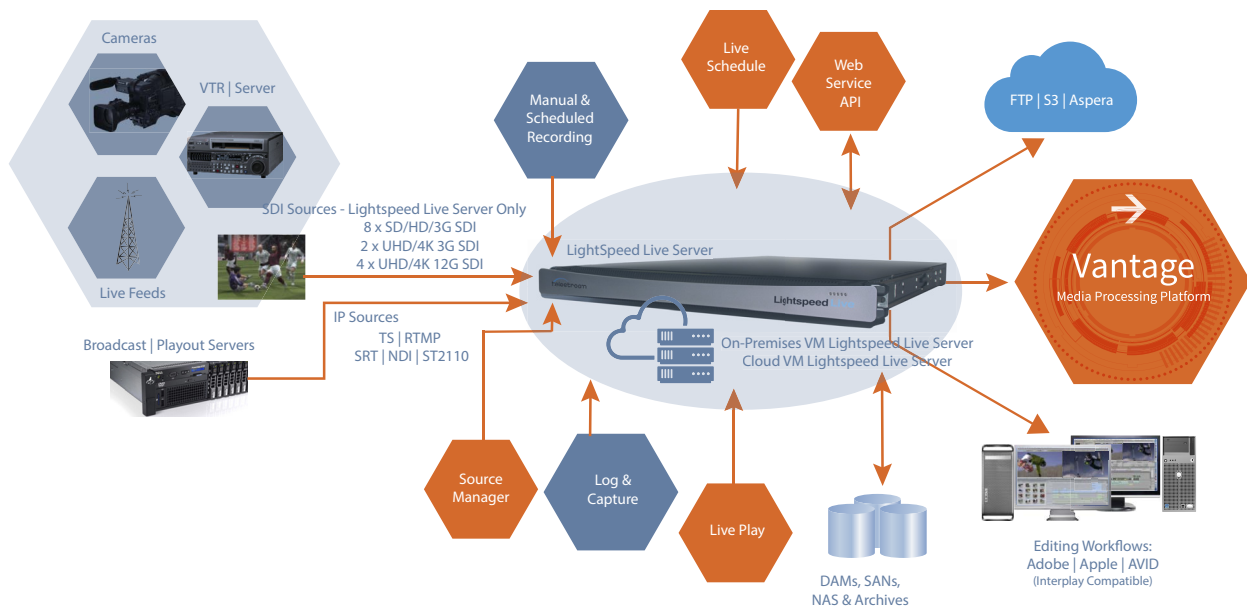 Cameras
VTR | Server
Live Feeds
SDI Sources - Lightspeed Live Server Only
8 x SD/HD/3G SDI
2 x UHD/4K 3G SDI
4 x UHD/4K 12G SDI
Broadcast | Playout Servers
IP Sources
TS | RTMP
SRT | NDI | ST2110
Manual &
Scheduled
Recording
Live
Schedule
Web
Service
API
FTP | S3 | Aspera
LightSpeed Live Server
telestream
Lightspeed
On-Premises VM Lightspeed Live Server
Cloud VM Lightspeed Live Server
Vantage
Media Processing Platform
Source
Manager
Log &
Capture
Live Play
DAMs, SANs,
NAS & Archives
Editing Workflows:
Adobe | Apple | AVID
(Interplay Compatible)